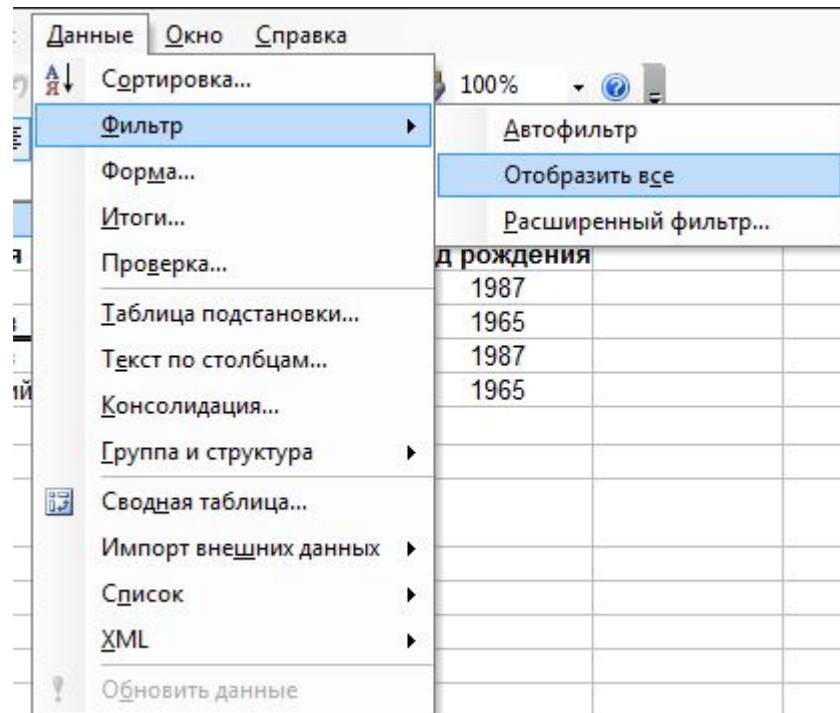 Данные Окно Справка
Сортировка...
100%
Фильтр
Автофильтр
Форма...
Отобразить все
Итоги...
Расширенный фильтр...
Проверка...
д рождения
1987
Таблица подстановки...
1965
Текст по столбцам...
1987
ий
1965
Консолидация...
Группа и структура
Сводная таблица...
Импорт внешних данных
Список
XML
Обновить данные